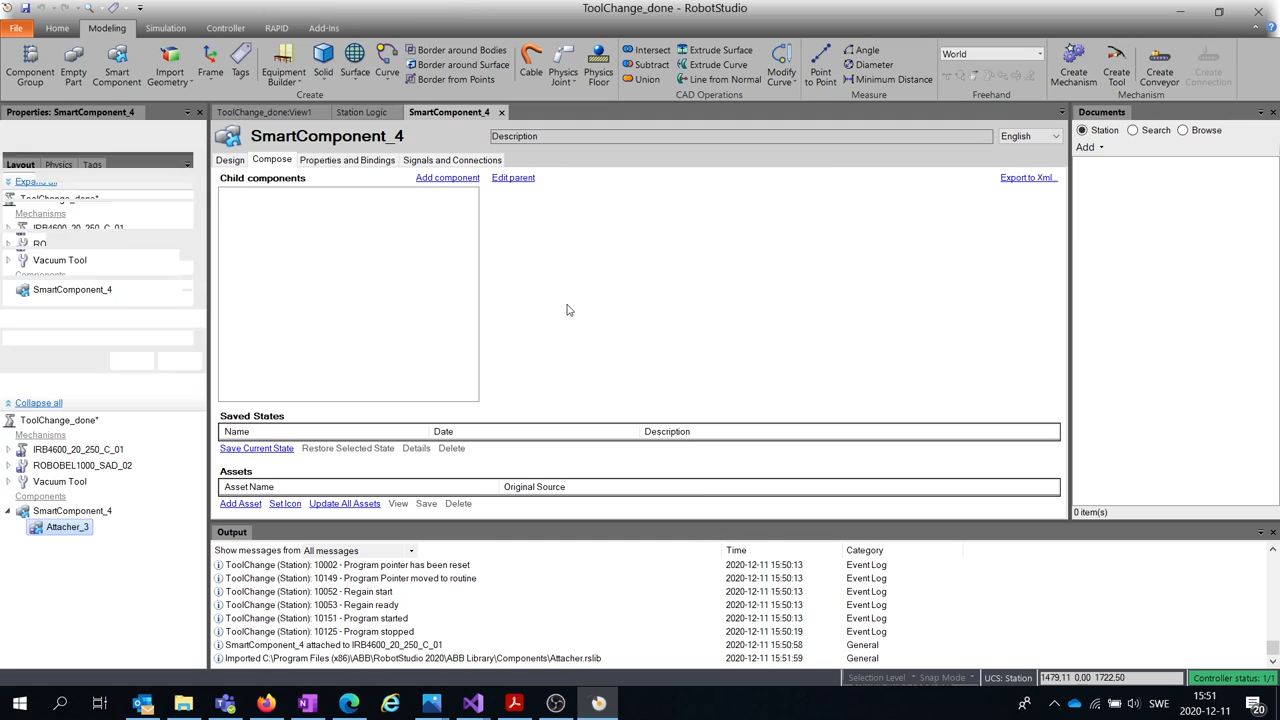 ToolChange_done - RobotStudio
File Home Modeling Simulation Controller RAPID Add-Ins
Component Group
Empty Part
Smart Component
Import Geometry
Frame
Tags
Equipment Builder
Solid
Surface
Curve
Border around Bodies
Border around Surface
Border from Points
Cable
Physics Joint
Physics Floor
Intersect
Subtract
Union
Extrude Surface
Extrude Curve
Line from Normal
Modify Curve
Point to Point
Angle
Diameter
Minimum Distance
World
Create Mechanism
Create Tool
Create Conveyor
Create Connection
Create CAD Operations Measure Freehand Mechanism
Properties: SmartComponent_4
ToolChange_done:View1 Station Logic SmartComponent_4
Documents
SmartComponent_4
Description
English
Station Search Browse
Add
Design Compose Properties and Bindings Signals and Connections
Layout Physics Tags
Child components Add component Edit parent Export to Xml...
Expand all
ToolChange_done*
Mechanisms
IRB4600_20_250_C_01
RO
Vacuum Tool
Components
SmartComponent_4
Collapse all
ToolChange_done*
Mechanisms
IRB4600_20_250_C_01
ROBOBEL1000_SAD_02
Vacuum Tool
Components
SmartComponent_4
Attacher_3
Saved States
Name Date Description
Save Current State Restore Selected State Details Delete
Assets
Asset Name Original Source
Add Asset Set Icon Update All Assets View Save Delete
0 item(s)
Output
Show messages from All messages Time Category
ToolChange (Station): 10002 - Program pointer has been reset 2020-12-11 15:50:13 Event Log
ToolChange (Station): 10149 - Program Pointer moved to routine 2020-12-11 15:50:13 Event Log
ToolChange (Station): 10052 - Regain start 2020-12-11 15:50:13 Event Log
ToolChange (Station): 10053 - Regain ready 2020-12-11 15:50:13 Event Log
ToolChange (Station): 10151 - Program started 2020-12-11 15:50:13 Event Log
ToolChange (Station): 10125 - Program stopped 2020-12-11 15:50:19 Event Log
SmartComponent_4 attached to IRB4600_20_250_C_01 2020-12-11 15:50:58 General
Imported C:\Program Files (x86)\ABB\RobotStudio 2020\ABB Library\Components\Attacher.rslib 2020-12-11 15:51:59 General
Selection Level Snap Mode UCS: Station 1479,11 0,00 1722,50 Controller status: 1/1
SWE
15:51
2020-12-11
20